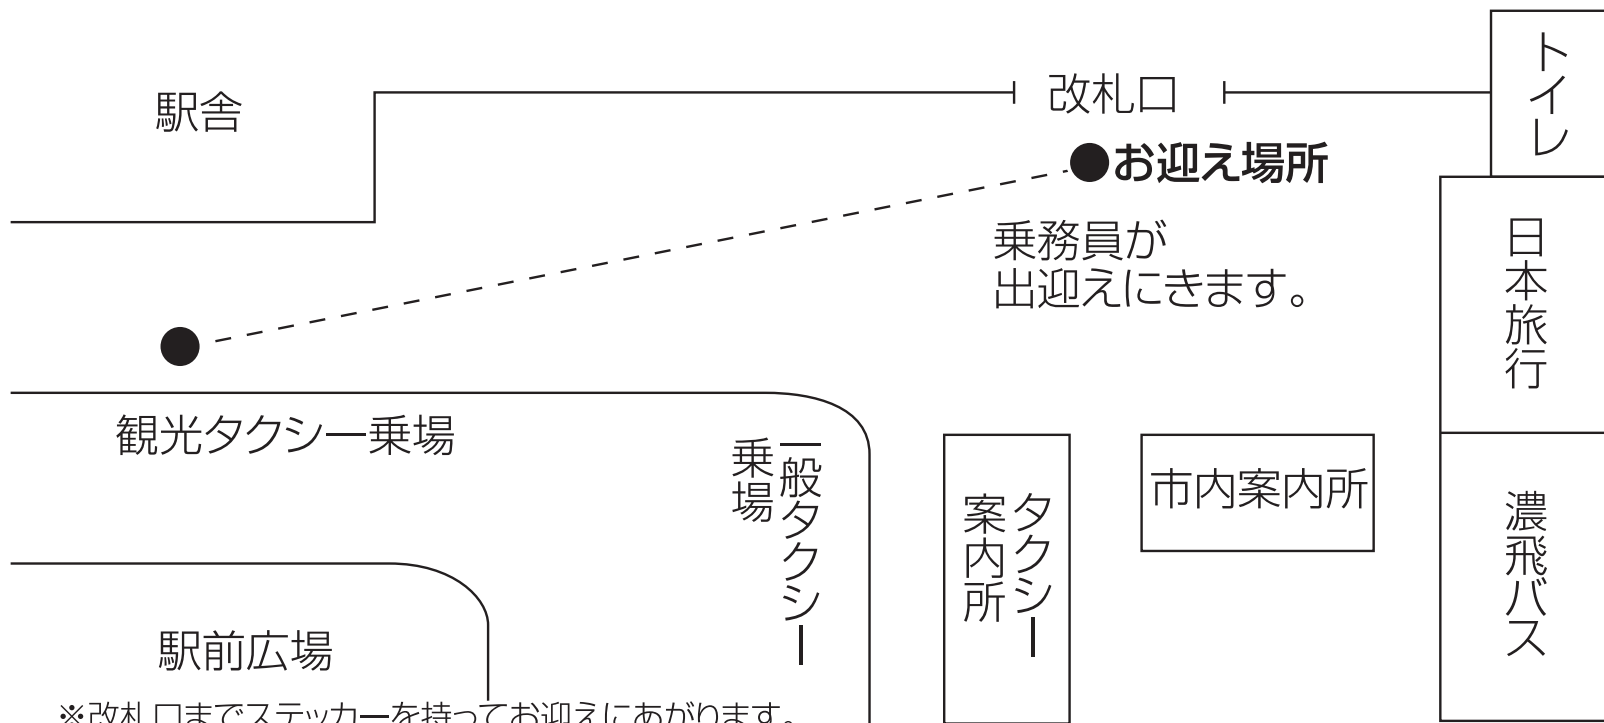 トイレ
改札口
駅舎
●お迎え場所
乗務員が
出迎えにきます。
日本旅行
観光タクシー乗場
一般タクシー
乗場
タクシー
案内所
市内案内所
濃飛バス
駅前広場
※改札口までステッカーを持ってお迎えにあがります。